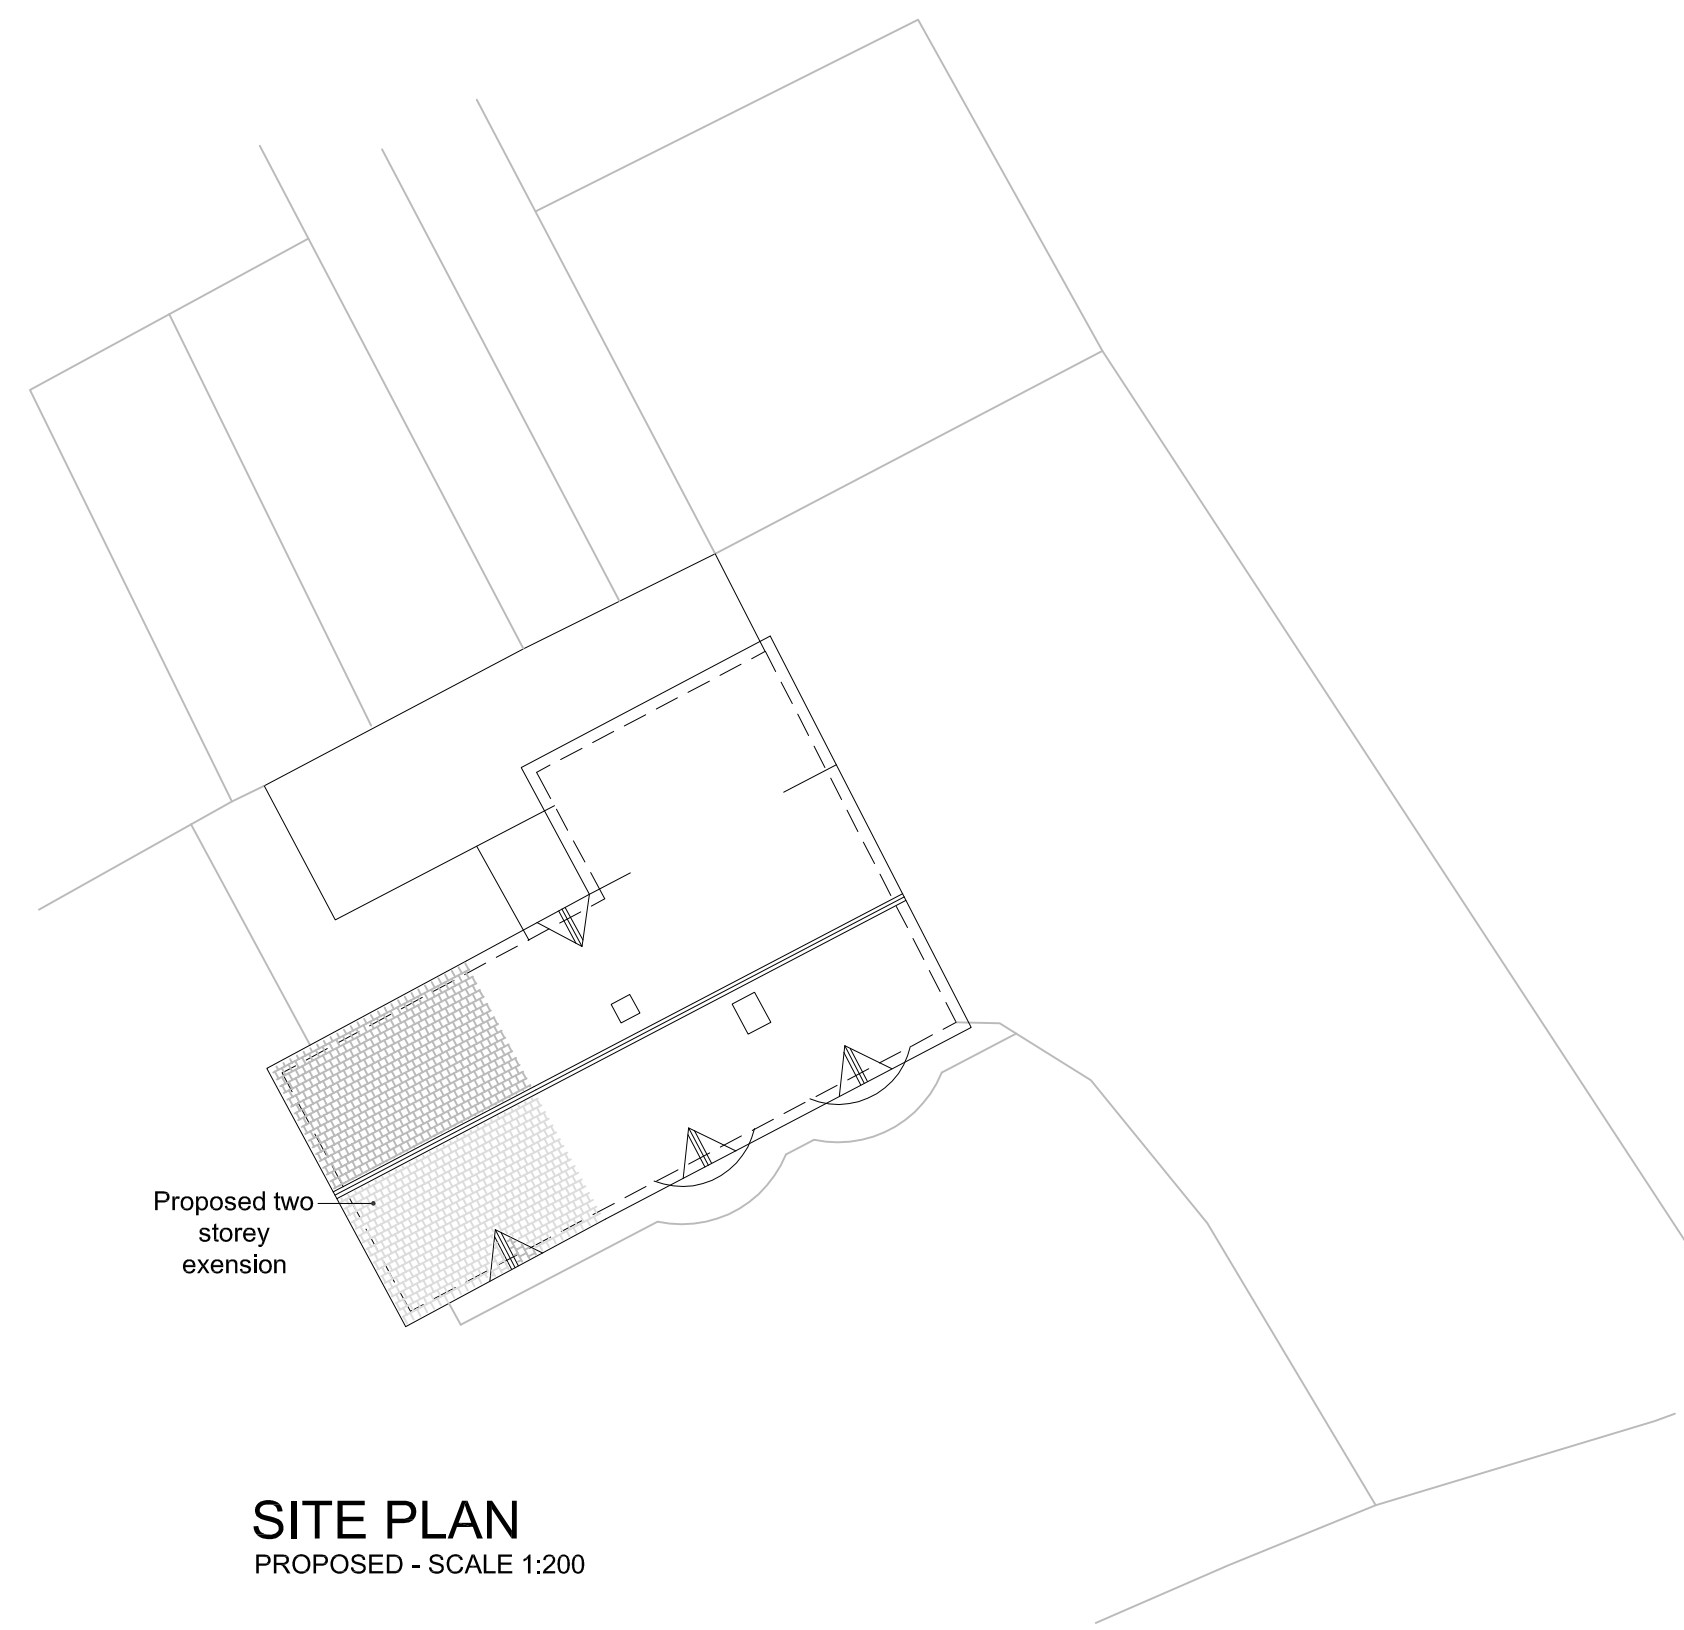 Proposed two
storey
exension
SITE PLAN
PROPOSED - SCALE 1:200